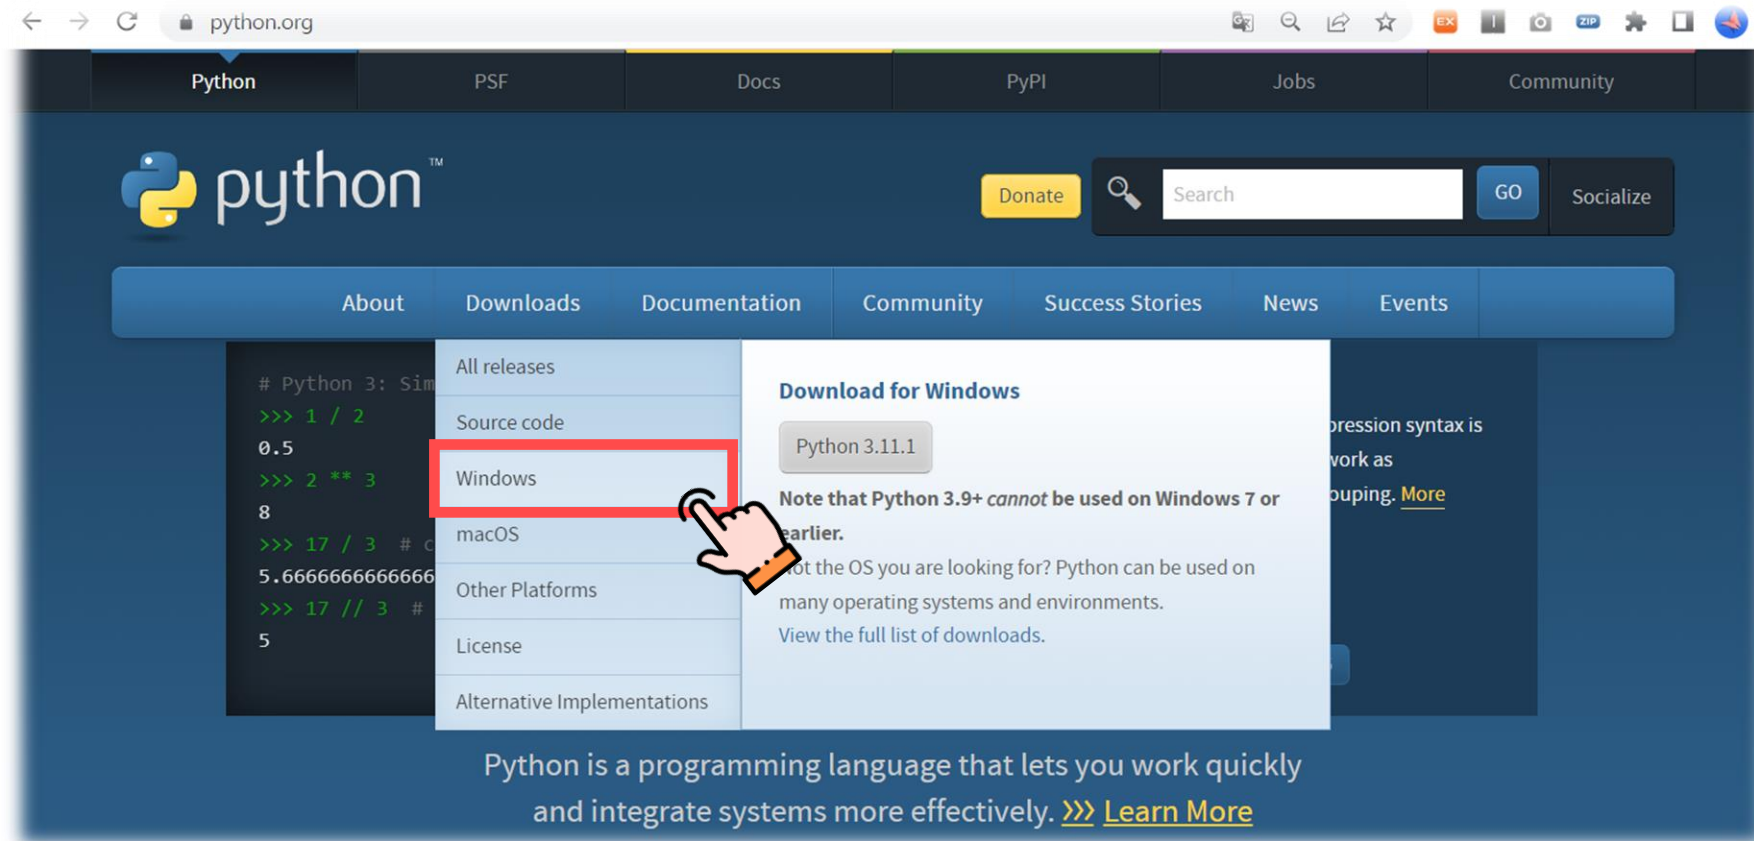 python.org
EX
ZIP
Python
PSF
Docs
PyPI
Jobs
Community
python™
Donate
Search
GO
Socialize
About
Downloads
Documentation
Community
Success Stories
News
Events
# Python 3: Sim
>>> 1 / 2
0.5
>>> 2 ** 3
8
>>> 17 / 3 # c
5.6666666666666
>>> 17 // 3 #
5
All releases
Source code
Windows
macOS
Other Platforms
License
Alternative Implementations
Download for Windows
Python 3.11.1
Note that Python 3.9+ cannot be used on Windows 7 or
earlier.
Not the OS you are looking for? Python can be used on
many operating systems and environments.
View the full list of downloads.
pression syntax is
work as
ouping. More
Python is a programming language that lets you work quickly
and integrate systems more effectively. >>> Learn More